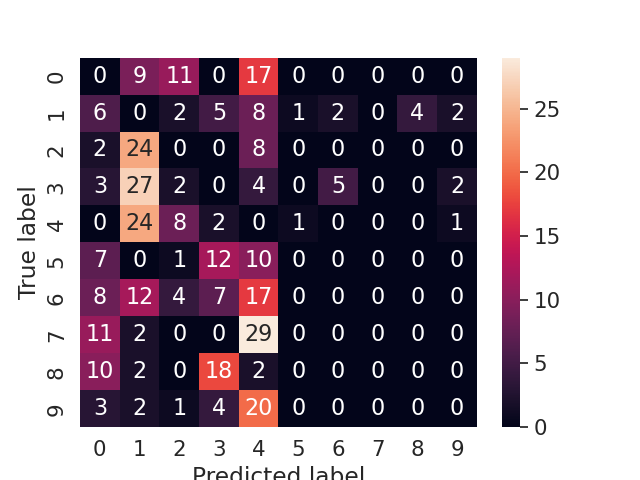 0 0 9 11 0 17 0 0 0 0 0
1 6 0 2 5 8 1 2 0 4 2 25
2 2 24 0 0 8 0 0 0 0 0 20
3 3 27 2 0 4 0 5 0 0 2
4 0 24 8 2 0 1 0 0 0 1 15
5 7 0 1 12 10 0 0 0 0 0
6 8 12 4 7 17 0 0 0 0 0 10
7 11 2 0 0 29 0 0 0 0 0
8 10 2 0 18 2 0 0 0 0 0 5
9 3 2 1 4 20 0 0 0 0 0 0
True label
0 1 2 3 4 5 6 7 8 9
Predicted label